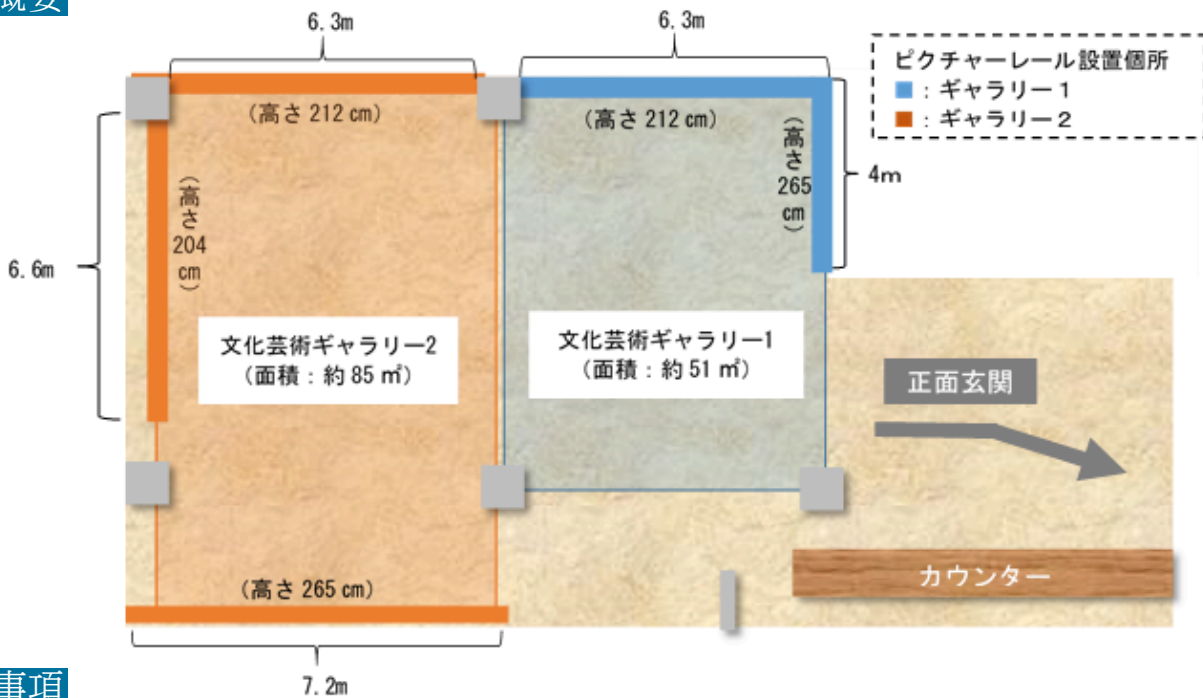 概要
6.3m
6.3m
ピクチャーレール設置個所
:ギャラリー1
:ギャラリー2
(高さ 212 cm)
(高さ 212 cm)
(高さ 265 cm)
4m
(高さ 204 cm)
6.6m
文化芸術ギャラリー2
(面積:約 85 ㎡)
文化芸術ギャラリー1
(面積:約 51 ㎡)
正面玄関
カウンター
(高さ 265 cm)
7.2m
事項